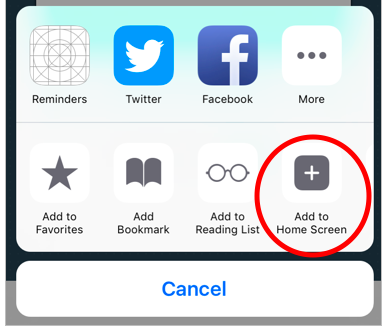 Reminders Twitter Facebook More
Add to Favorites Add Bookmark Add to Reading List Add to Home Screen
Cancel